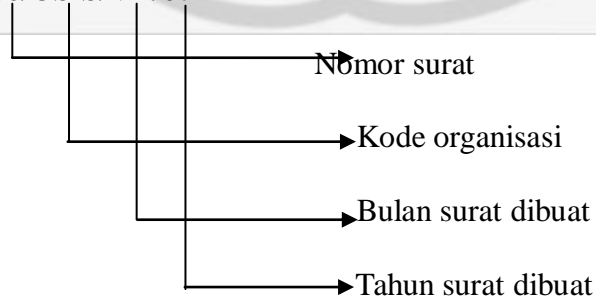 Nomor surat
Kode organisasi
Bulan surat dibuat
Tahun surat dibuat